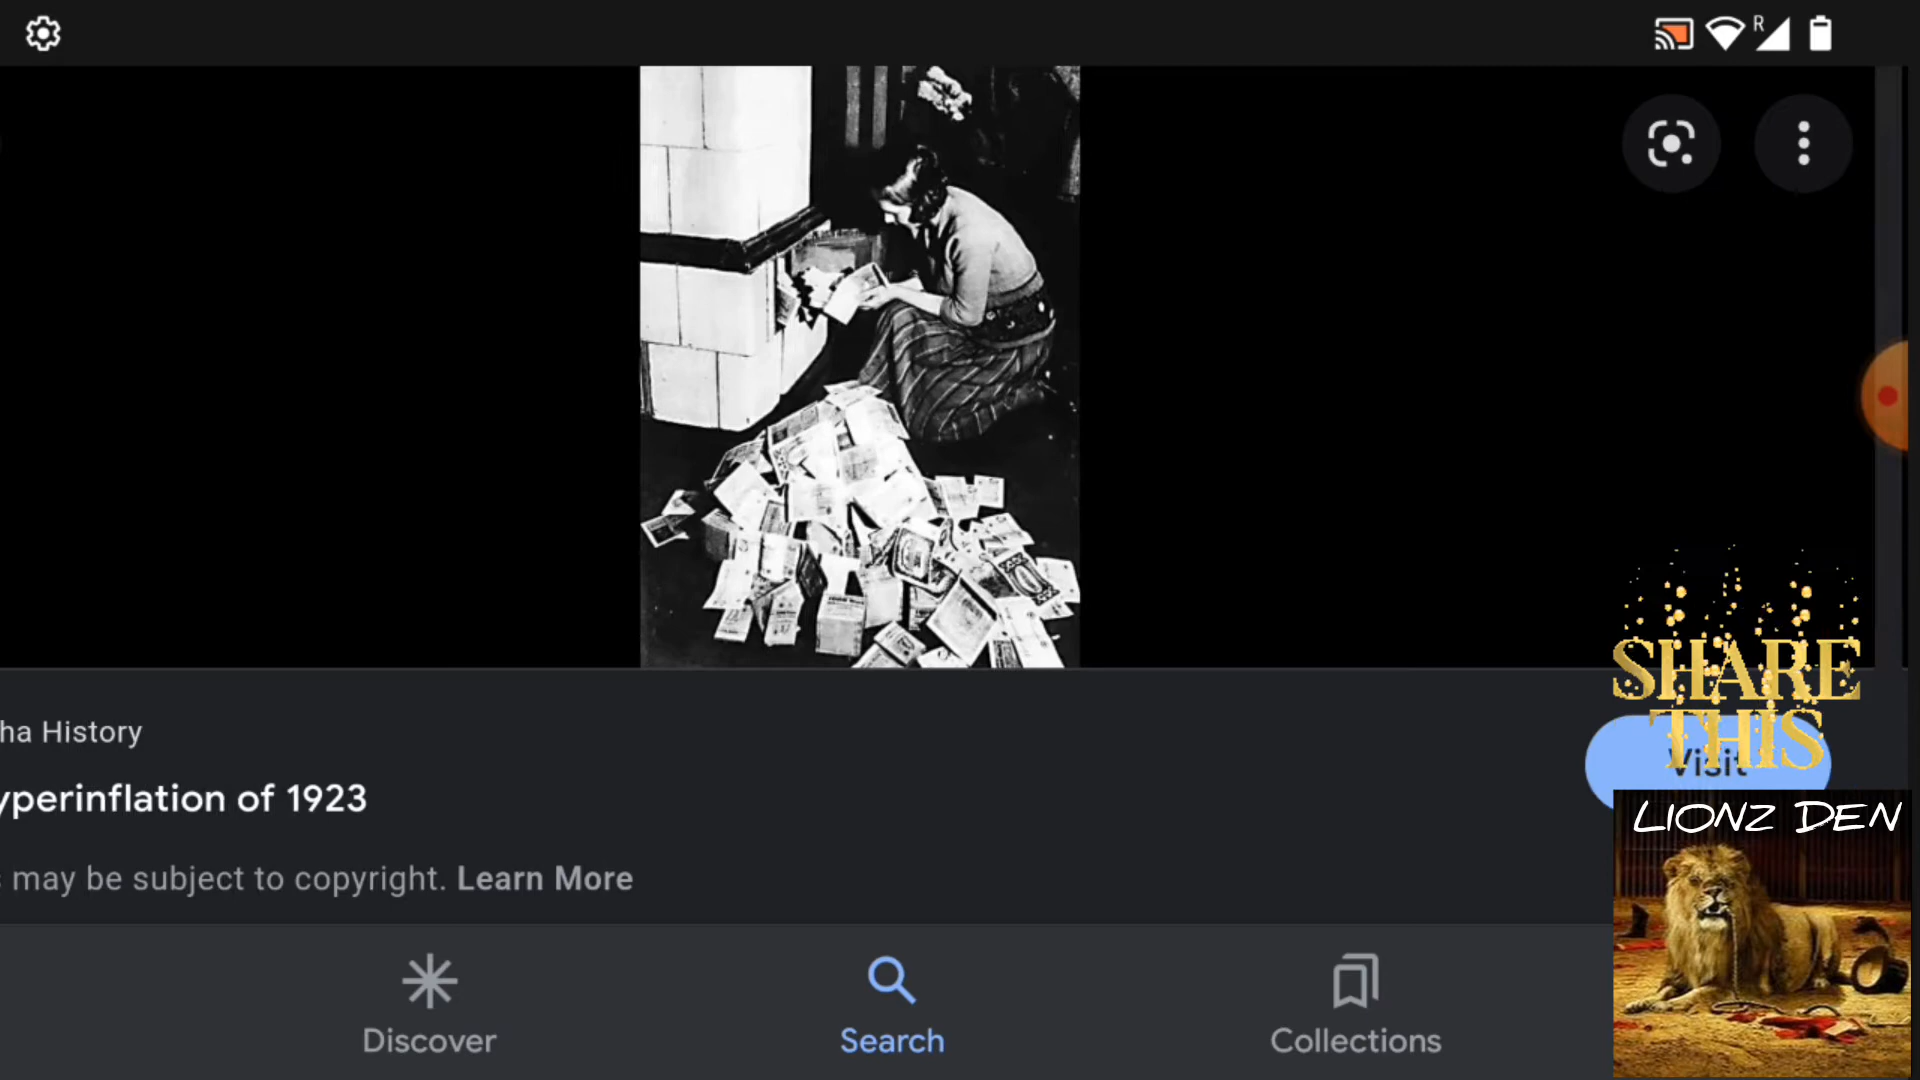 R
ha History
yperinflation of 1923
s may be subject to copyright. Learn More
SHARE
THIS
Visit
LIONZ DEN
Discover
Search
Collections